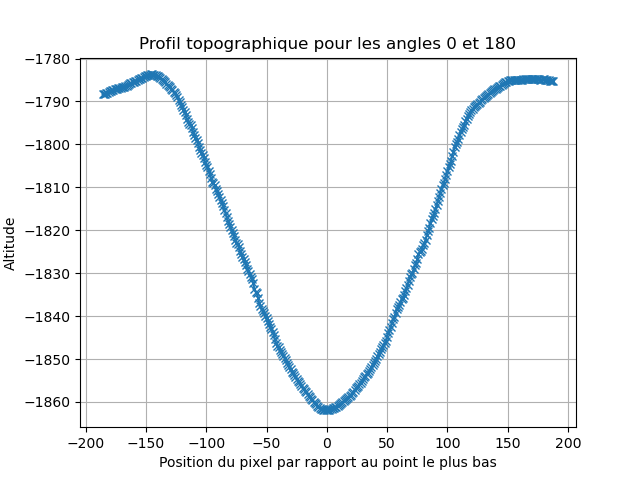 Profil topographique pour les angles 0 et 180
−1780
−1790
−1800
−1810
−1820
−1830
−1840
−1850
−1860
Altitude
−200 −150 −100 −50 0 50 100 150 200
Position du pixel par rapport au point le plus bas